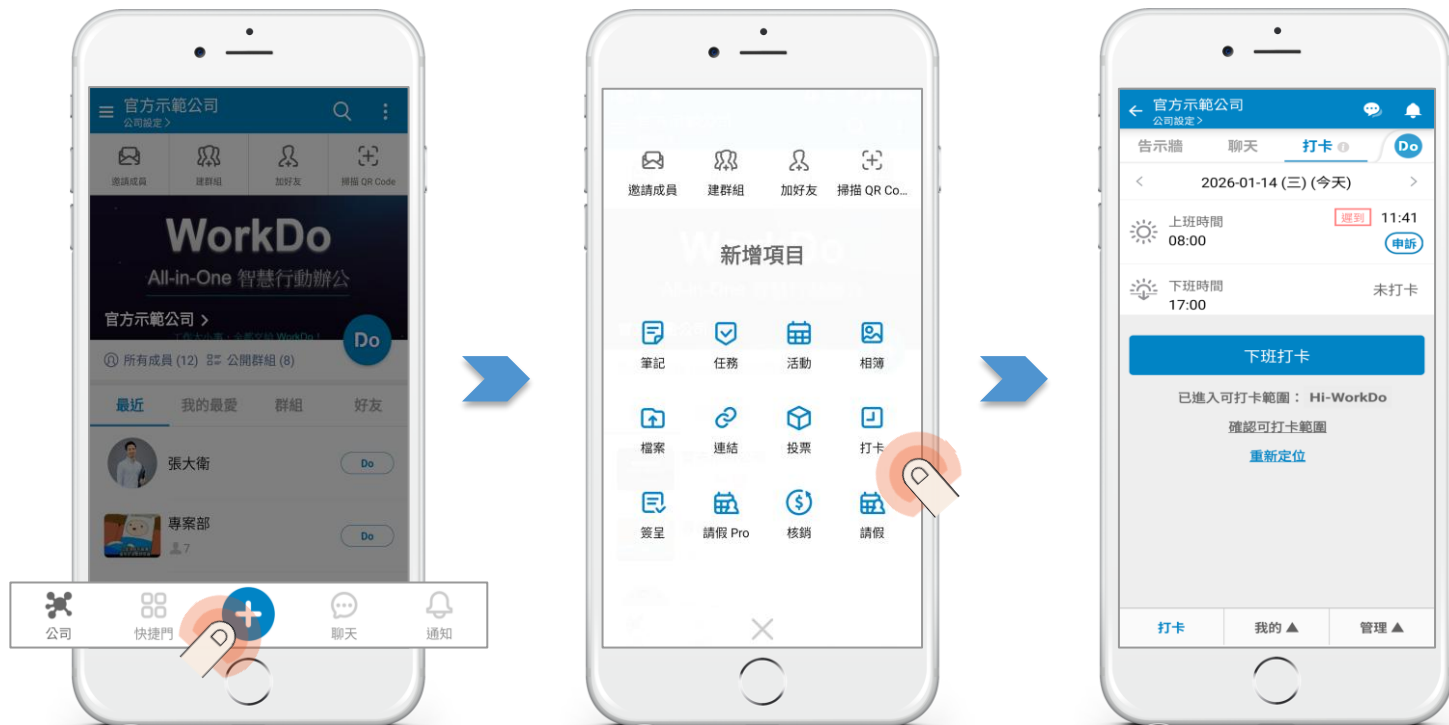 官方示範公司
公司設定 >
邀請成員 建群組 加好友 掃描 QR Code
WorkDo
All-in-One 智慧行動辦公
官方示範公司 >
Do
所有成員 (12) 公開群組 (8)
最近 我的最愛 群組 好友
張大衛 Do
專案部 Do
7
公司 快捷門 聊天 通知
邀請成員 建群組 加好友 掃描 QR Co...
新增項目
筆記 任務 活動 相簿
檔案 連結 投票 打卡
簽呈 請假 Pro 核銷 請假
官方示範公司
公司設定 >
告示牆 聊天 打卡 Do
< 2026-01-14 (三) (今天) >
上班時間 遲到 11:41
08:00 申訴
下班時間 未打卡
17:00
下班打卡
已進入可打卡範圍： Hi-WorkDo
確認可打卡範圍
重新定位
打卡 我的 ▲ 管理 ▲